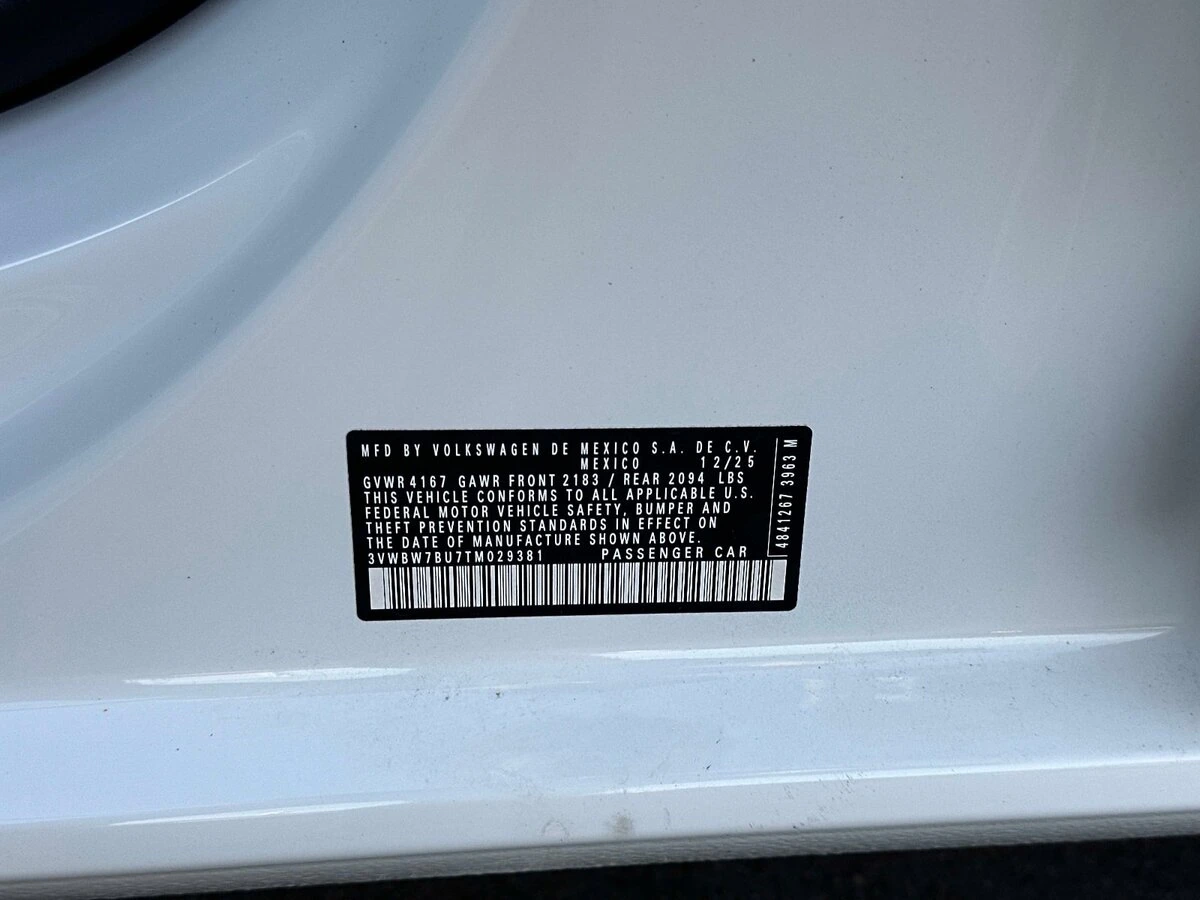 MFD BY VOLKSWAGEN DE MEXICO S.A. DE C.V.
MEXICO 12/25
GVWR 4167 GAWR FRONT 2183 / REAR 2094 LBS
THIS VEHICLE CONFORMS TO ALL APPLICABLE U.S.
FEDERAL MOTOR VEHICLE SAFETY, BUMPER AND
THEFT PREVENTION STANDARDS IN EFFECT ON
THE DATE OF MANUFACTURE SHOWN ABOVE.
3VWBW7BU7TM029381 PASSENGER CAR
4841267 3963 M